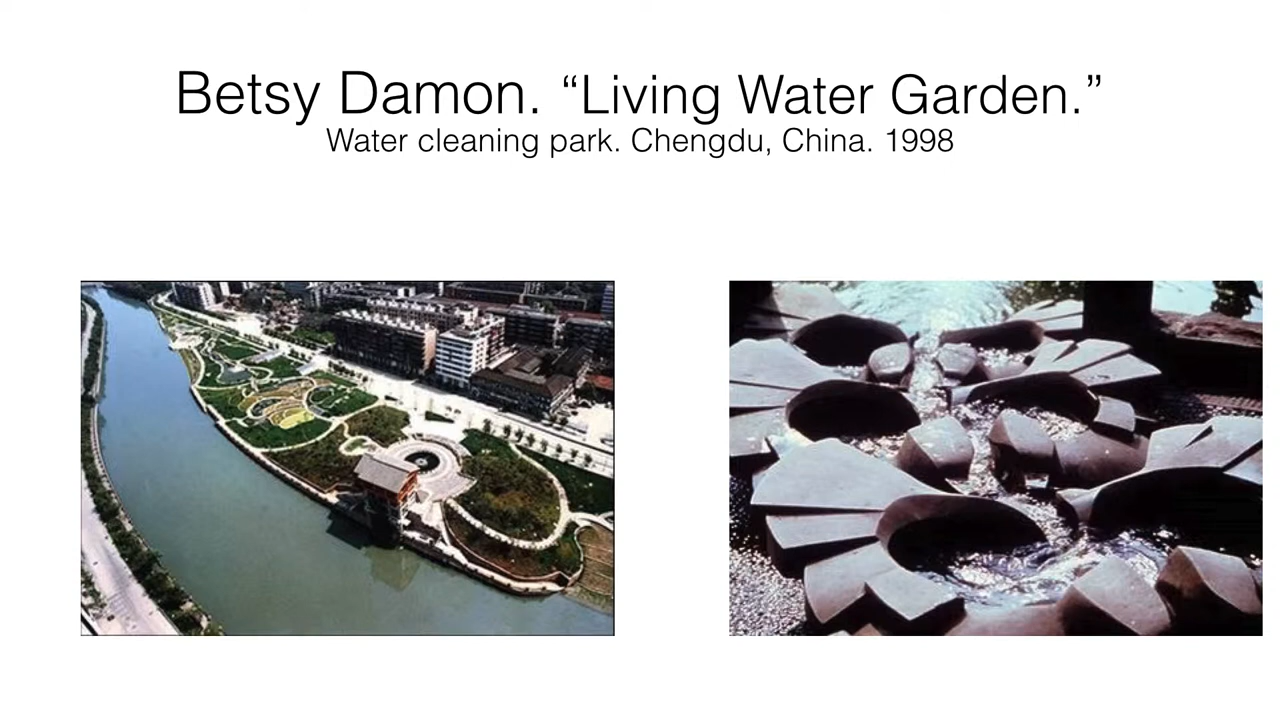 Betsy Damon. “Living Water Garden.”
Water cleaning park. Chengdu, China. 1998